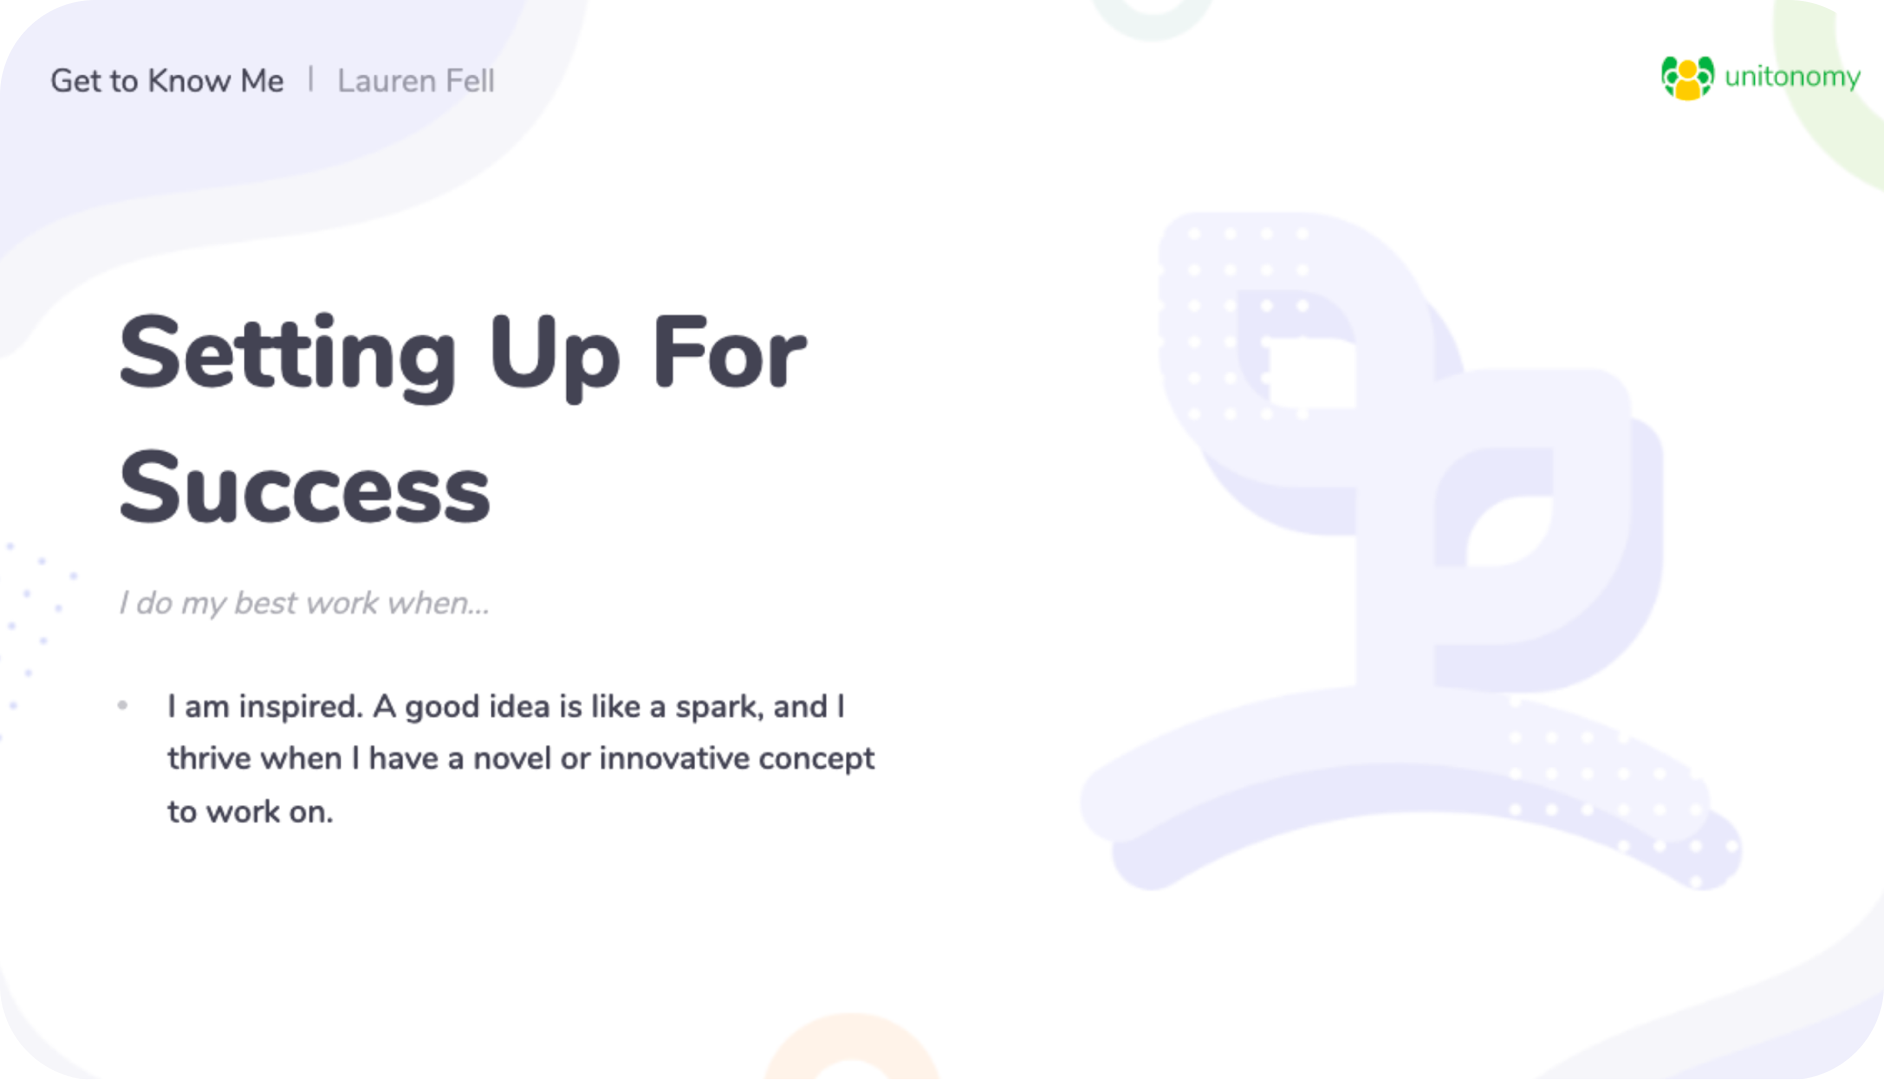 Get to Know Me | Lauren Fell
unitonomy
Setting Up For
Success
I do my best work when...
• I am inspired. A good idea is like a spark, and I
thrive when I have a novel or innovative concept
to work on.